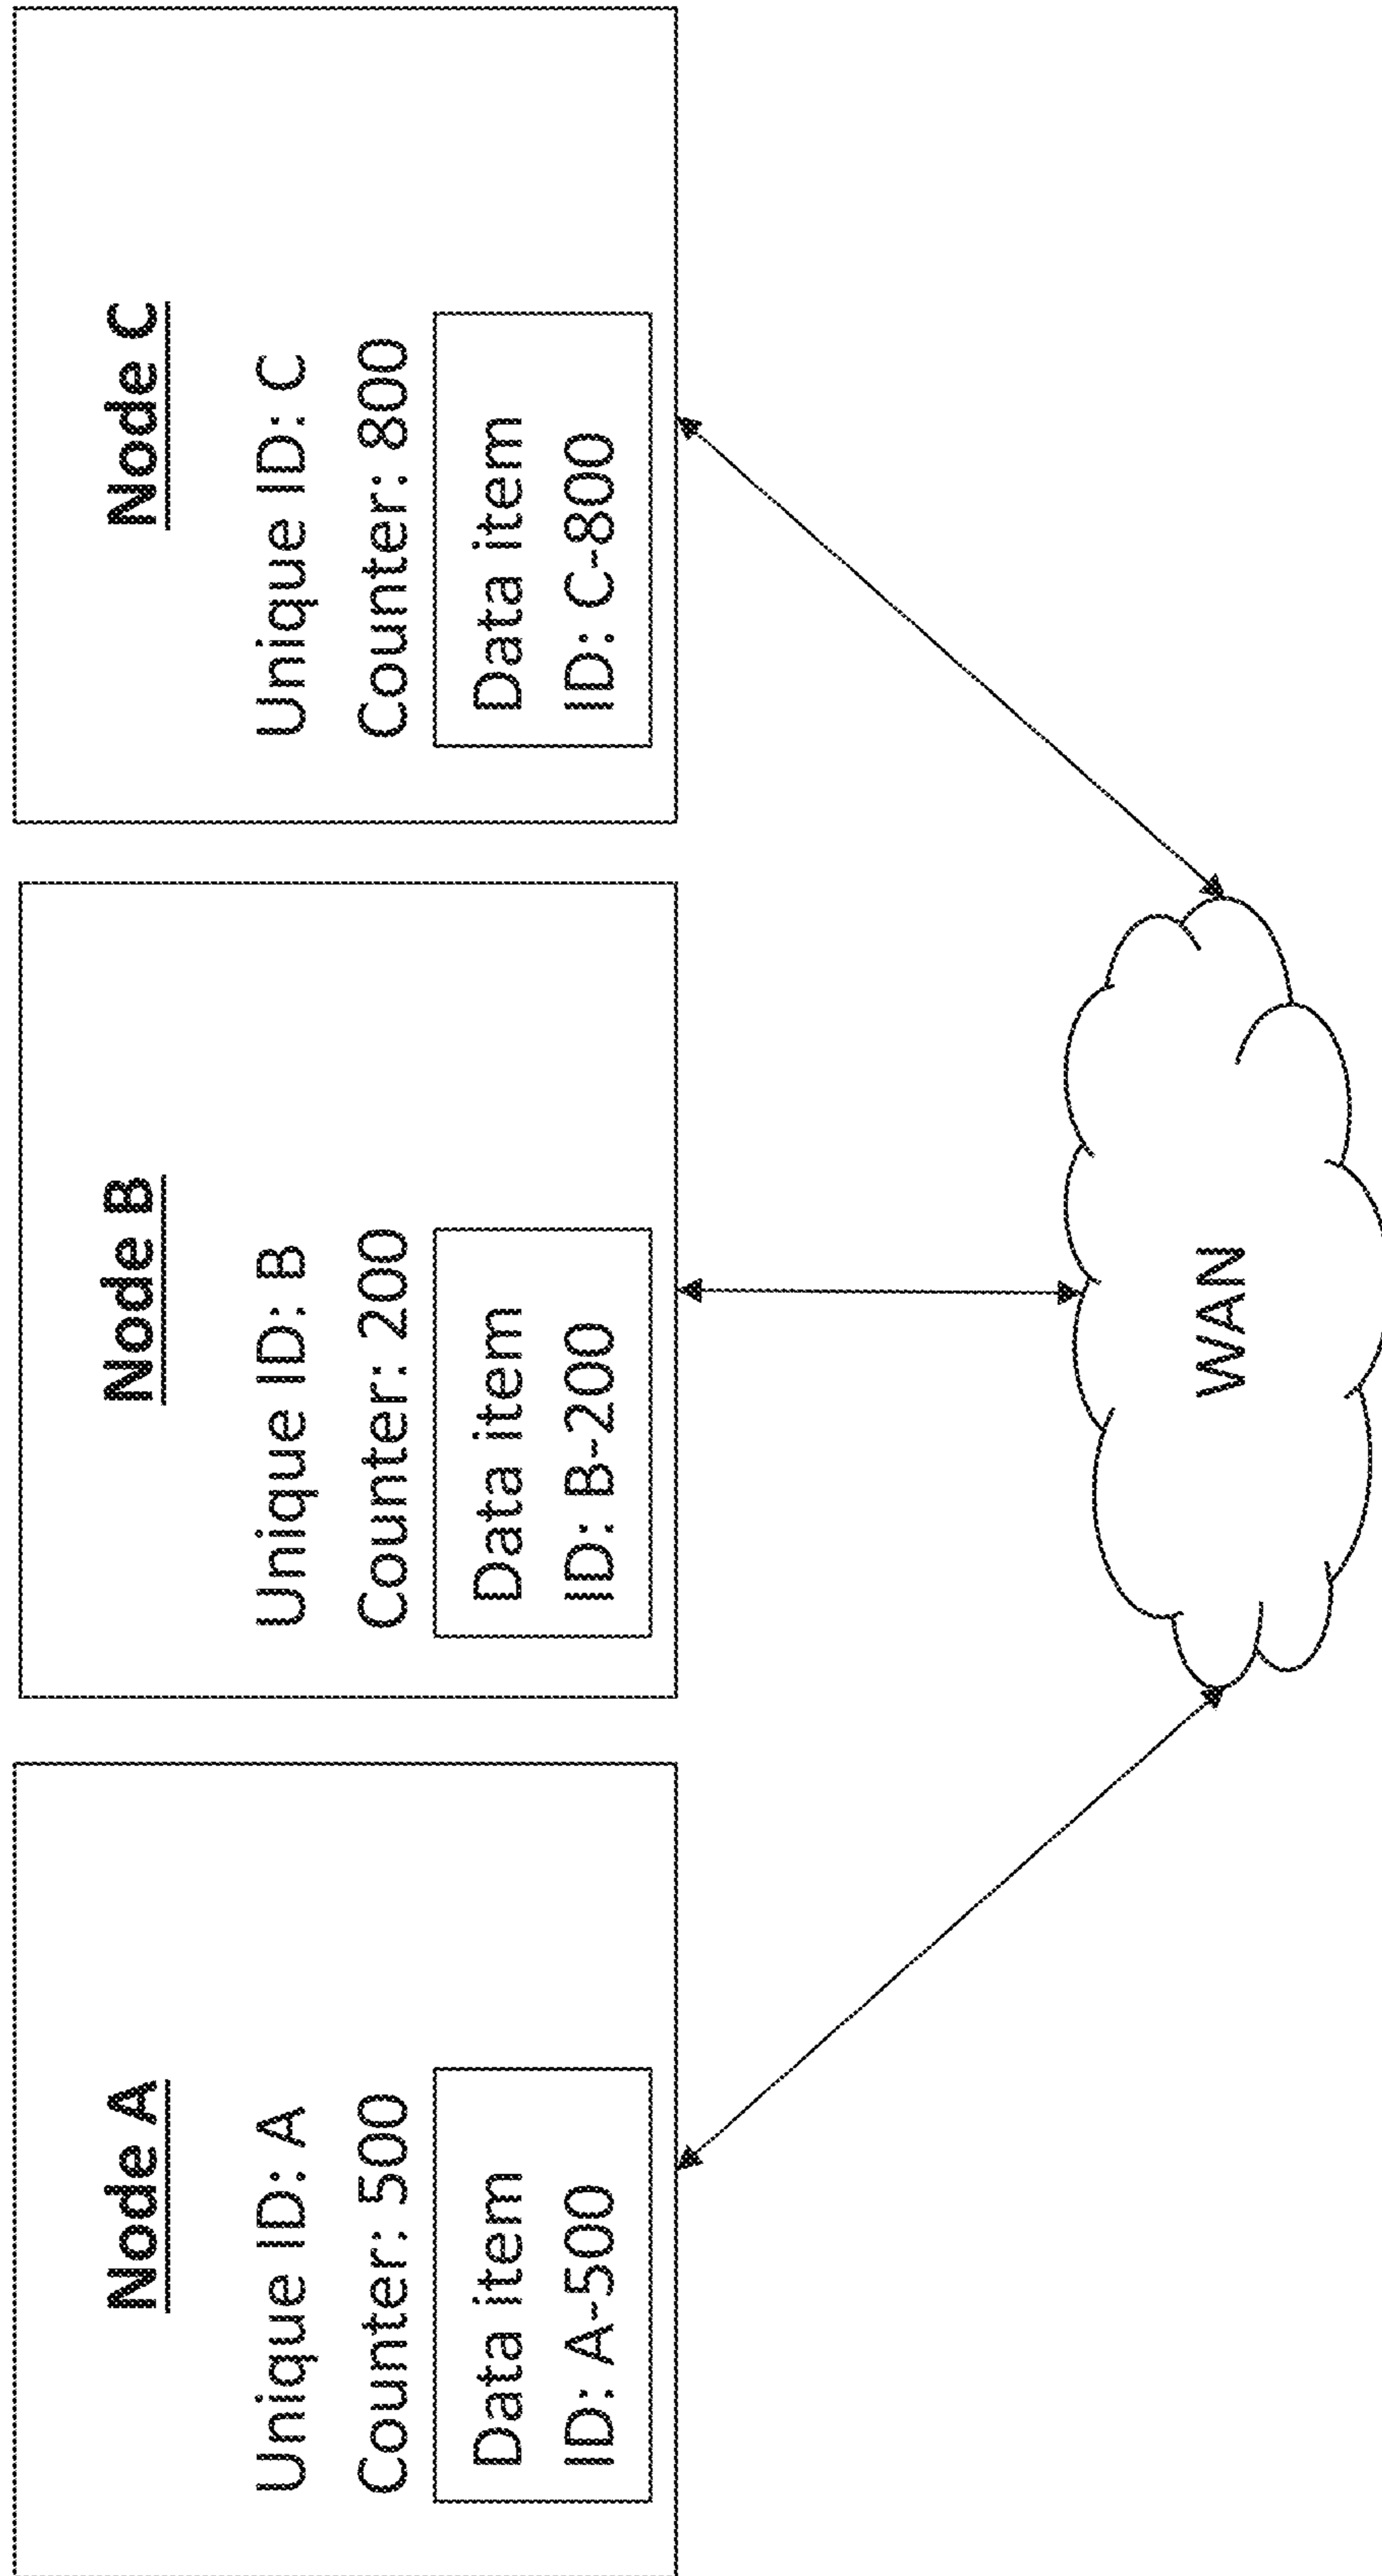 Node A
Unique ID: A
Counter: 500
Data item
ID: A-500
Node B
Unique ID: B
Counter: 200
Data item
ID: B-200
Node C
Unique ID: C
Counter: 800
Data item
ID: C-800
WAN